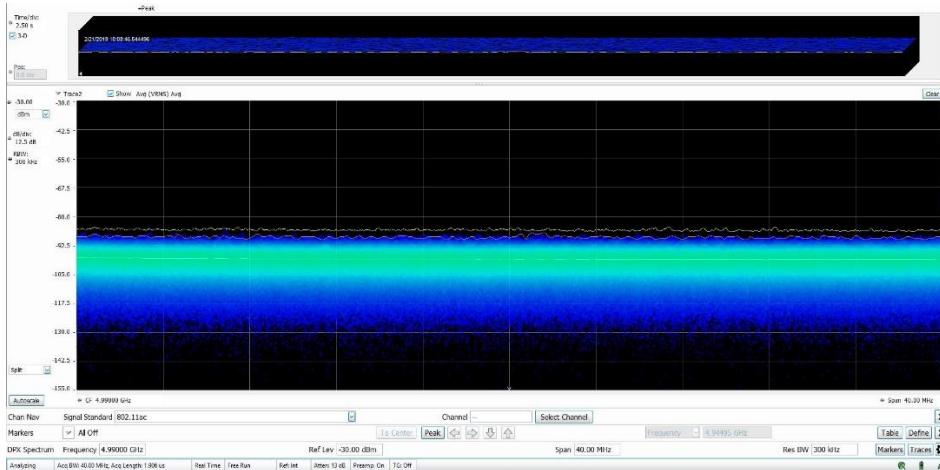 Peak
Time/div:
2.50 s
3-D
2/21/2019 10:08:46.544496
Pos:
Trace2 Show Avg (VRMS) Avg Clear
-30.00 -30.0
dBm
-42.5
dB/div:
12.5 dB
RBW:
300 kHz
-55.0
-67.5
-80.0
-92.5
-105.0
-117.5
-130.0
-142.5
Split
-155.0
Autoscale CF 4.99000 GHz Span 40.00 MHz
Chan Nav Signal Standard 802.11ac Channel -- Select Channel
Markers All Off To Center Peak Frequency 4.94495 GHz Table Define
DPX Spectrum Frequency 4.99000 GHz Ref Lev -30.00 dBm Span 40.00 MHz Res BW 300 kHz Markers Traces
Analyzing Acq BW: 40.00 MHz, Acq Length: 1.906 us Real Time Free Run Ref: Int Atten: 13 dB Preamp: On TG: Off